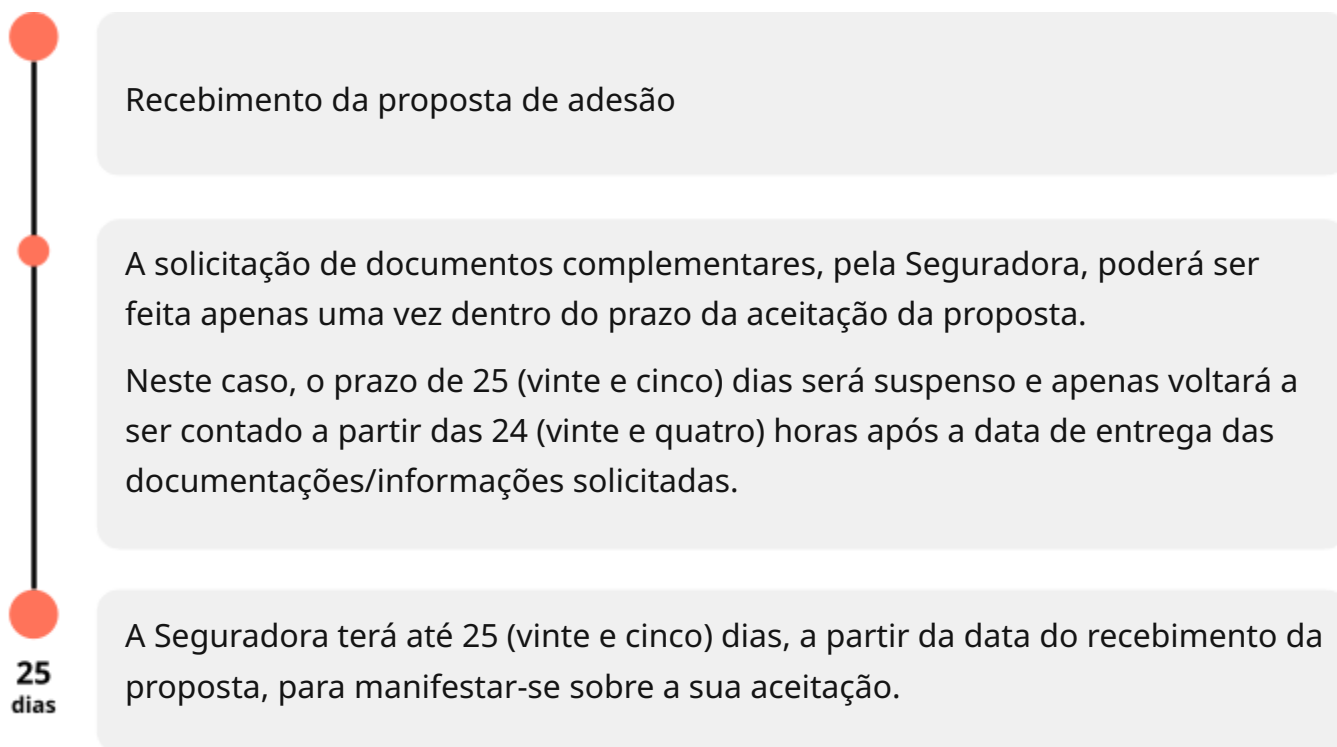 Recebimento da proposta de adesão
A solicitação de documentos complementares, pela Seguradora, poderá ser
feita apenas uma vez dentro do prazo da aceitação da proposta.
Neste caso, o prazo de 25 (vinte e cinco) dias será suspenso e apenas voltará a
ser contado a partir das 24 (vinte e quatro) horas após a data de entrega das
documentações/informações solicitadas.
25
dias
A Seguradora terá até 25 (vinte e cinco) dias, a partir da data do recebimento da
proposta, para manifestar-se sobre a sua aceitação.